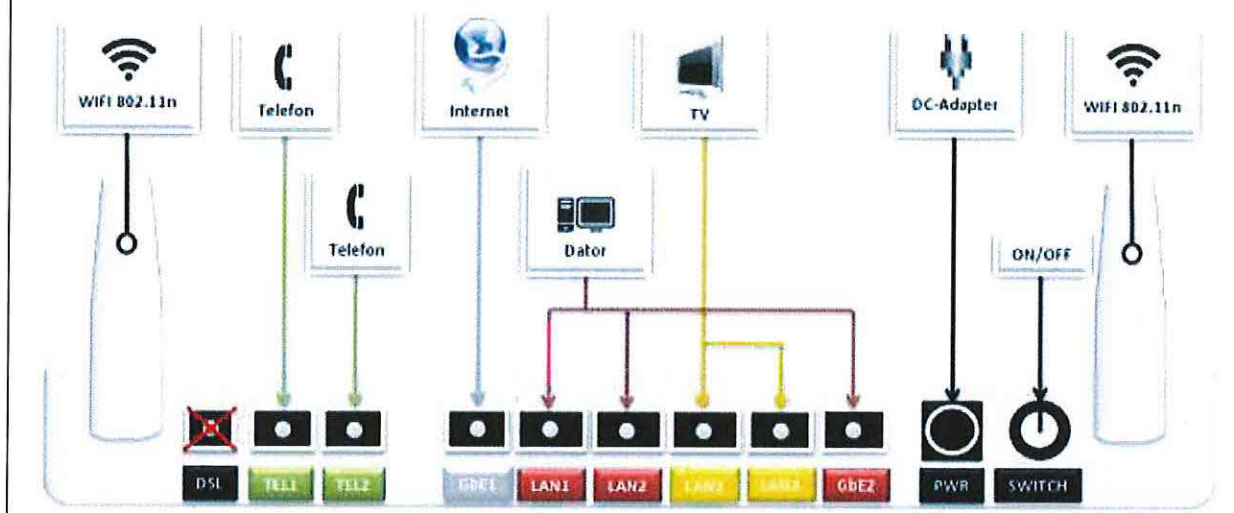 WIFI 802.11n
Telefon
Internet
TV
DC-Adapter
WIFI 802.11n
Telefon
Dator
ON/OFF
DSL
TEL1
TEL2
GbE1
LAN1
LAN2
LAN3
LAN4
GbE2
PWR
SWITCH